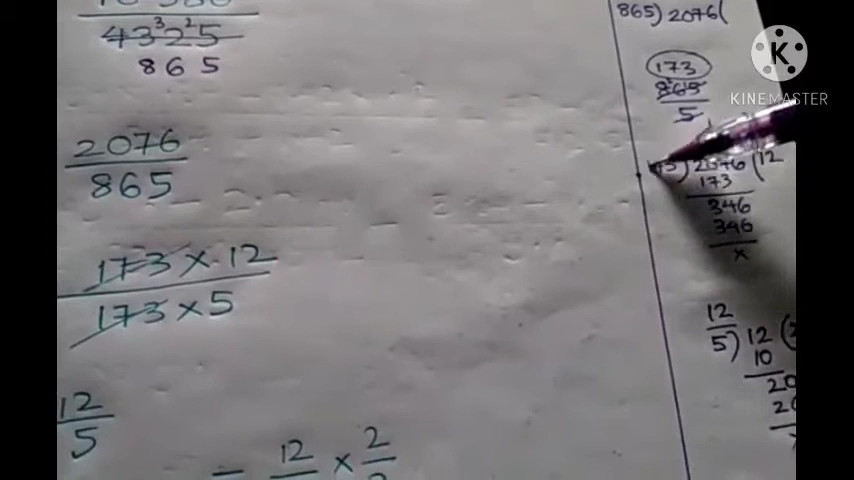 43³2²5
865
2076
865
173 × 12
173 × 5
12
5
= 12 × 2
865) 2076(
173
865
5
173) 2076 (12
173
346
346
x
12
5) 12 (
10
20
K
KINEMASTER